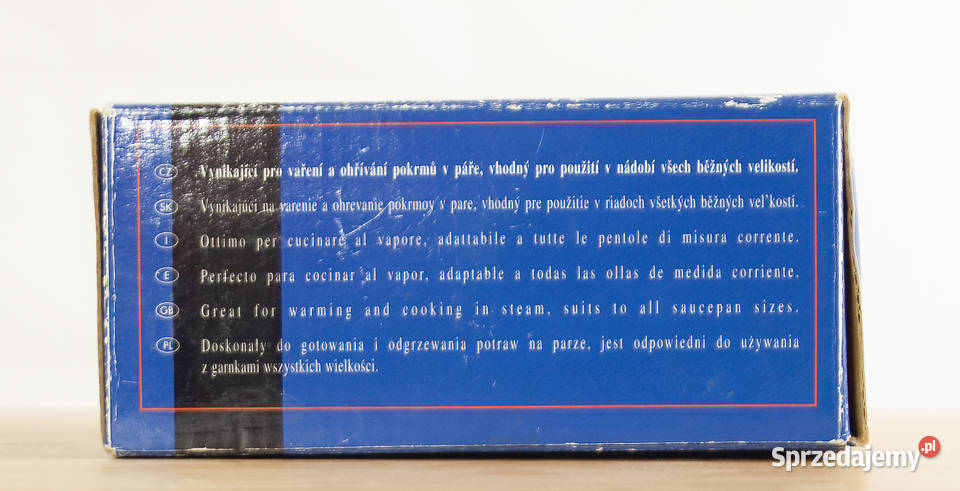 CZ Vynikající pro vaření a ohřívání pokrmů v páře, vhodný pro použití v nádobí všech běžných velikostí.
SK Vynikajúci na varenie a ohrevanie pokrmov v pare, vhodný pre použitie v riadoch všetkých běžných vel'kostí.
I Ottimo per cucinare al vapore, adattabile a tutte le pentole di misura corrente.
E Perfecto para cocinar al vapor, adaptable a todas las ollas de medida corriente.
GB Great for warming and cooking in steam, suits to all saucepan sizes.
PL Doskonały do gotowania i odgrzewania potraw na parze, jest odpowiedni do używania
z garnkami wszystkich wielkości.
Sprzedajemy.pl